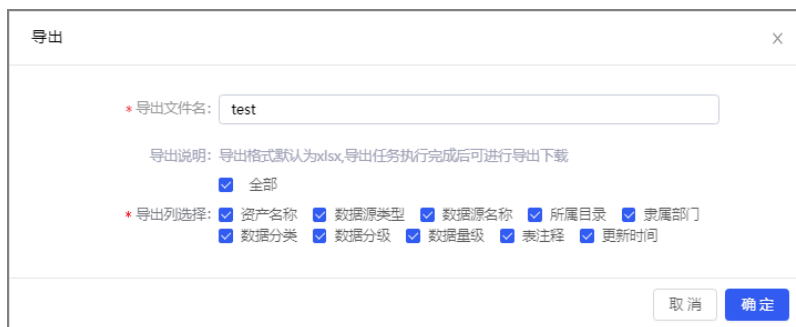 导出
* 导出文件名： test
导出说明： 导出格式默认为xlsx,导出任务执行完成后可进行导出下载
全部
* 导出列选择： 资产名称 数据源类型 数据源名称 所属目录 隶属部门
数据分类 数据分级 数据量级 表注释 更新时间
取消 确定